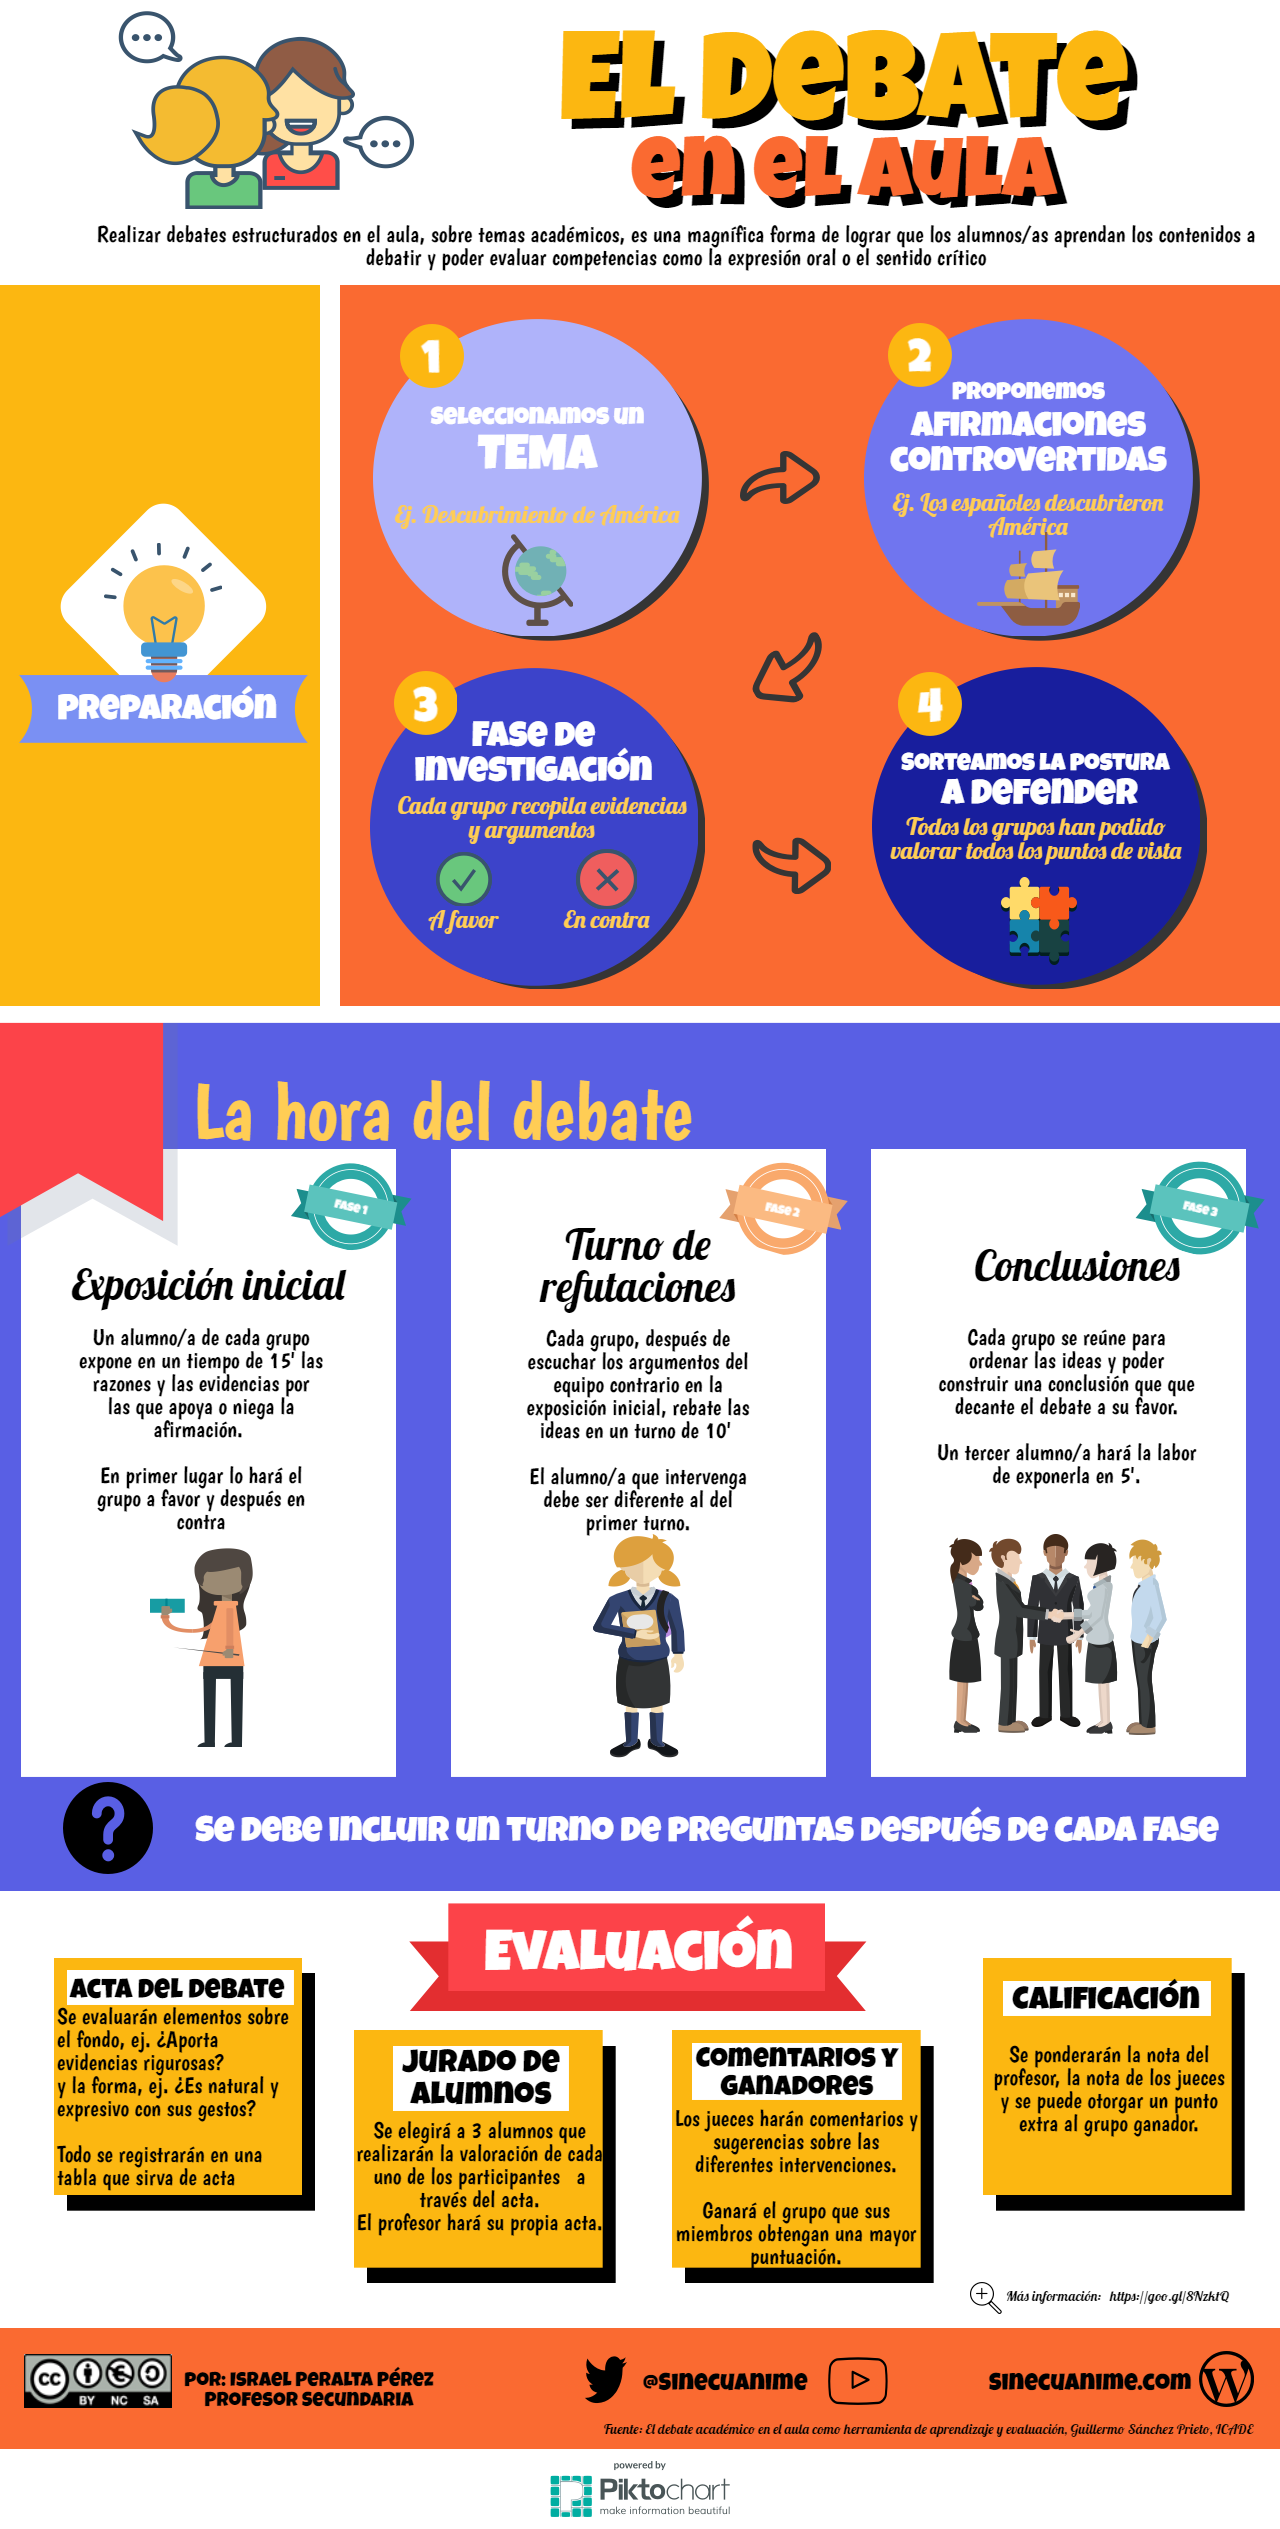 EL DEBATE
en el AULA
Realizar debates estructurados en el aula, sobre temas académicos, es una magnífica forma de lograr que los alumnos/as aprendan los contenidos a
debatir y poder evaluar competencias como la expresión oral o el sentido crítico
PREPARACIÓN
1
SELECCIONAMOS UN
TEMA
Ej. Descubrimiento de América
2
PROPONEMOS
AFIRMACIONES
CONTROVERTIDAS
Ej. Los españoles descubrieron
América
3
FASE DE
INVESTIGACIÓN
Cada grupo recopila evidencias
y argumentos
A favor
En contra
4
SORTEAMOS LA POSTURA
A DEFENDER
Todos los grupos han podido
valorar todos los puntos de vista
La hora del debate
FASE 1
Exposición inicial
Un alumno/a de cada grupo
expone en un tiempo de 15' las
razones y las evidencias por
las que apoya o niega la
afirmación.
En primer lugar lo hará el
grupo a favor y después en
contra
FASE 2
Turno de
refutaciones
Cada grupo, después de
escuchar los argumentos del
equipo contrario en la
exposición inicial, rebate las
ideas en un turno de 10'
El alumno/a que intervenga
debe ser diferente al del
primer turno.
FASE 3
Conclusiones
Cada grupo se reúne para
ordenar las ideas y poder
construir una conclusión que que
decante el debate a su favor.
Un tercer alumno/a hará la labor
de exponerla en 5'.
?
SE DEBE INCLUIR UN TURNO DE PREGUNTAS DESPUÉS DE CADA FASE
EVALUACIÓN
ACTA DEL DEBATE
Se evaluarán elementos sobre
el fondo, ej. ¿Aporta
evidencias rigurosas?
y la forma, ej. ¿Es natural y
expresivo con sus gestos?
Todo se registrarán en una
tabla que sirva de acta
JURADO DE
ALUMNOS
Se elegirá a 3 alumnos que
realizarán la valoración de cada
uno de los participantes a
través del acta.
El profesor hará su propia acta.
COMENTARIOS Y
GANADORES
Los jueces harán comentarios y
sugerencias sobre las
diferentes intervenciones.
Ganará el grupo que sus
miembros obtengan una mayor
puntuación.
CALIFICACIÓN
Se ponderarán la nota del
profesor, la nota de los jueces
y se puede otorgar un punto
extra al grupo ganador.
Más información: https://goo.gl/8NzktQ
CC BY NC SA
POR: ISRAEL PERALTA PÉREZ
PROFESOR SECUNDARIA
@SINECUANIME
SINECUANIME.COM
Fuente: El debate académico en el aula como herramienta de aprendizaje y evaluación, Guillermo Sánchez Prieto, ICADE
powered by
Piktochart
make information beautiful